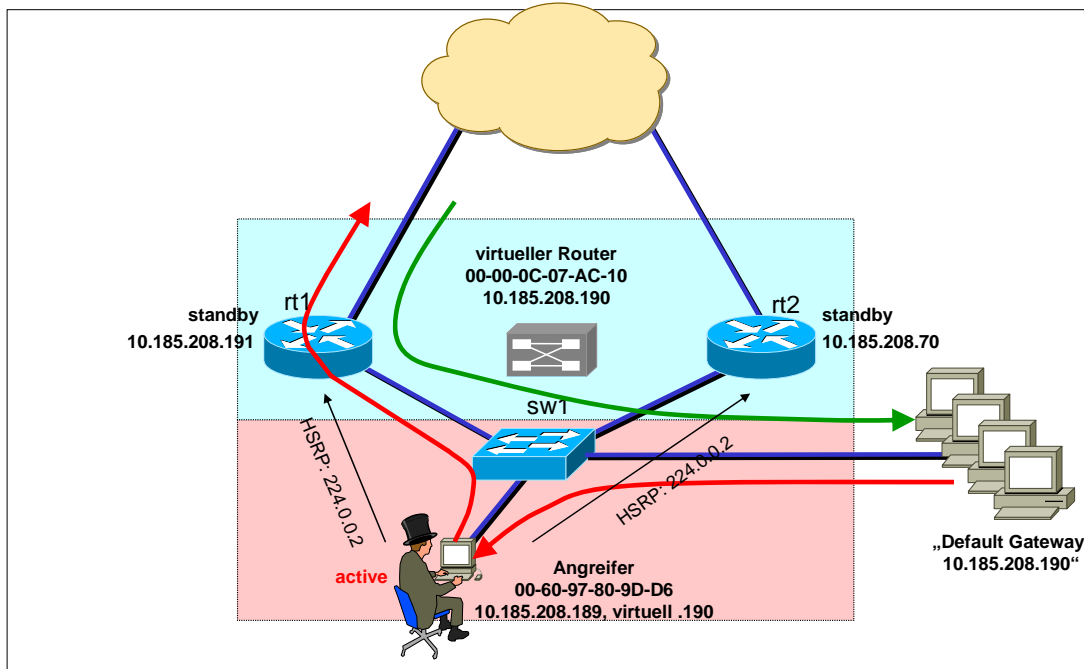 virtueller Router
00-00-0C-07-AC-10
10.185.208.190
rt1
standby
10.185.208.191
rt2
standby
10.185.208.70
sw1
HSRP: 224.0.0.2
HSRP: 224.0.0.2
active
Angreifer
00-60-97-80-9D-D6
10.185.208.189, virtuell .190
„Default Gateway
10.185.208.190“